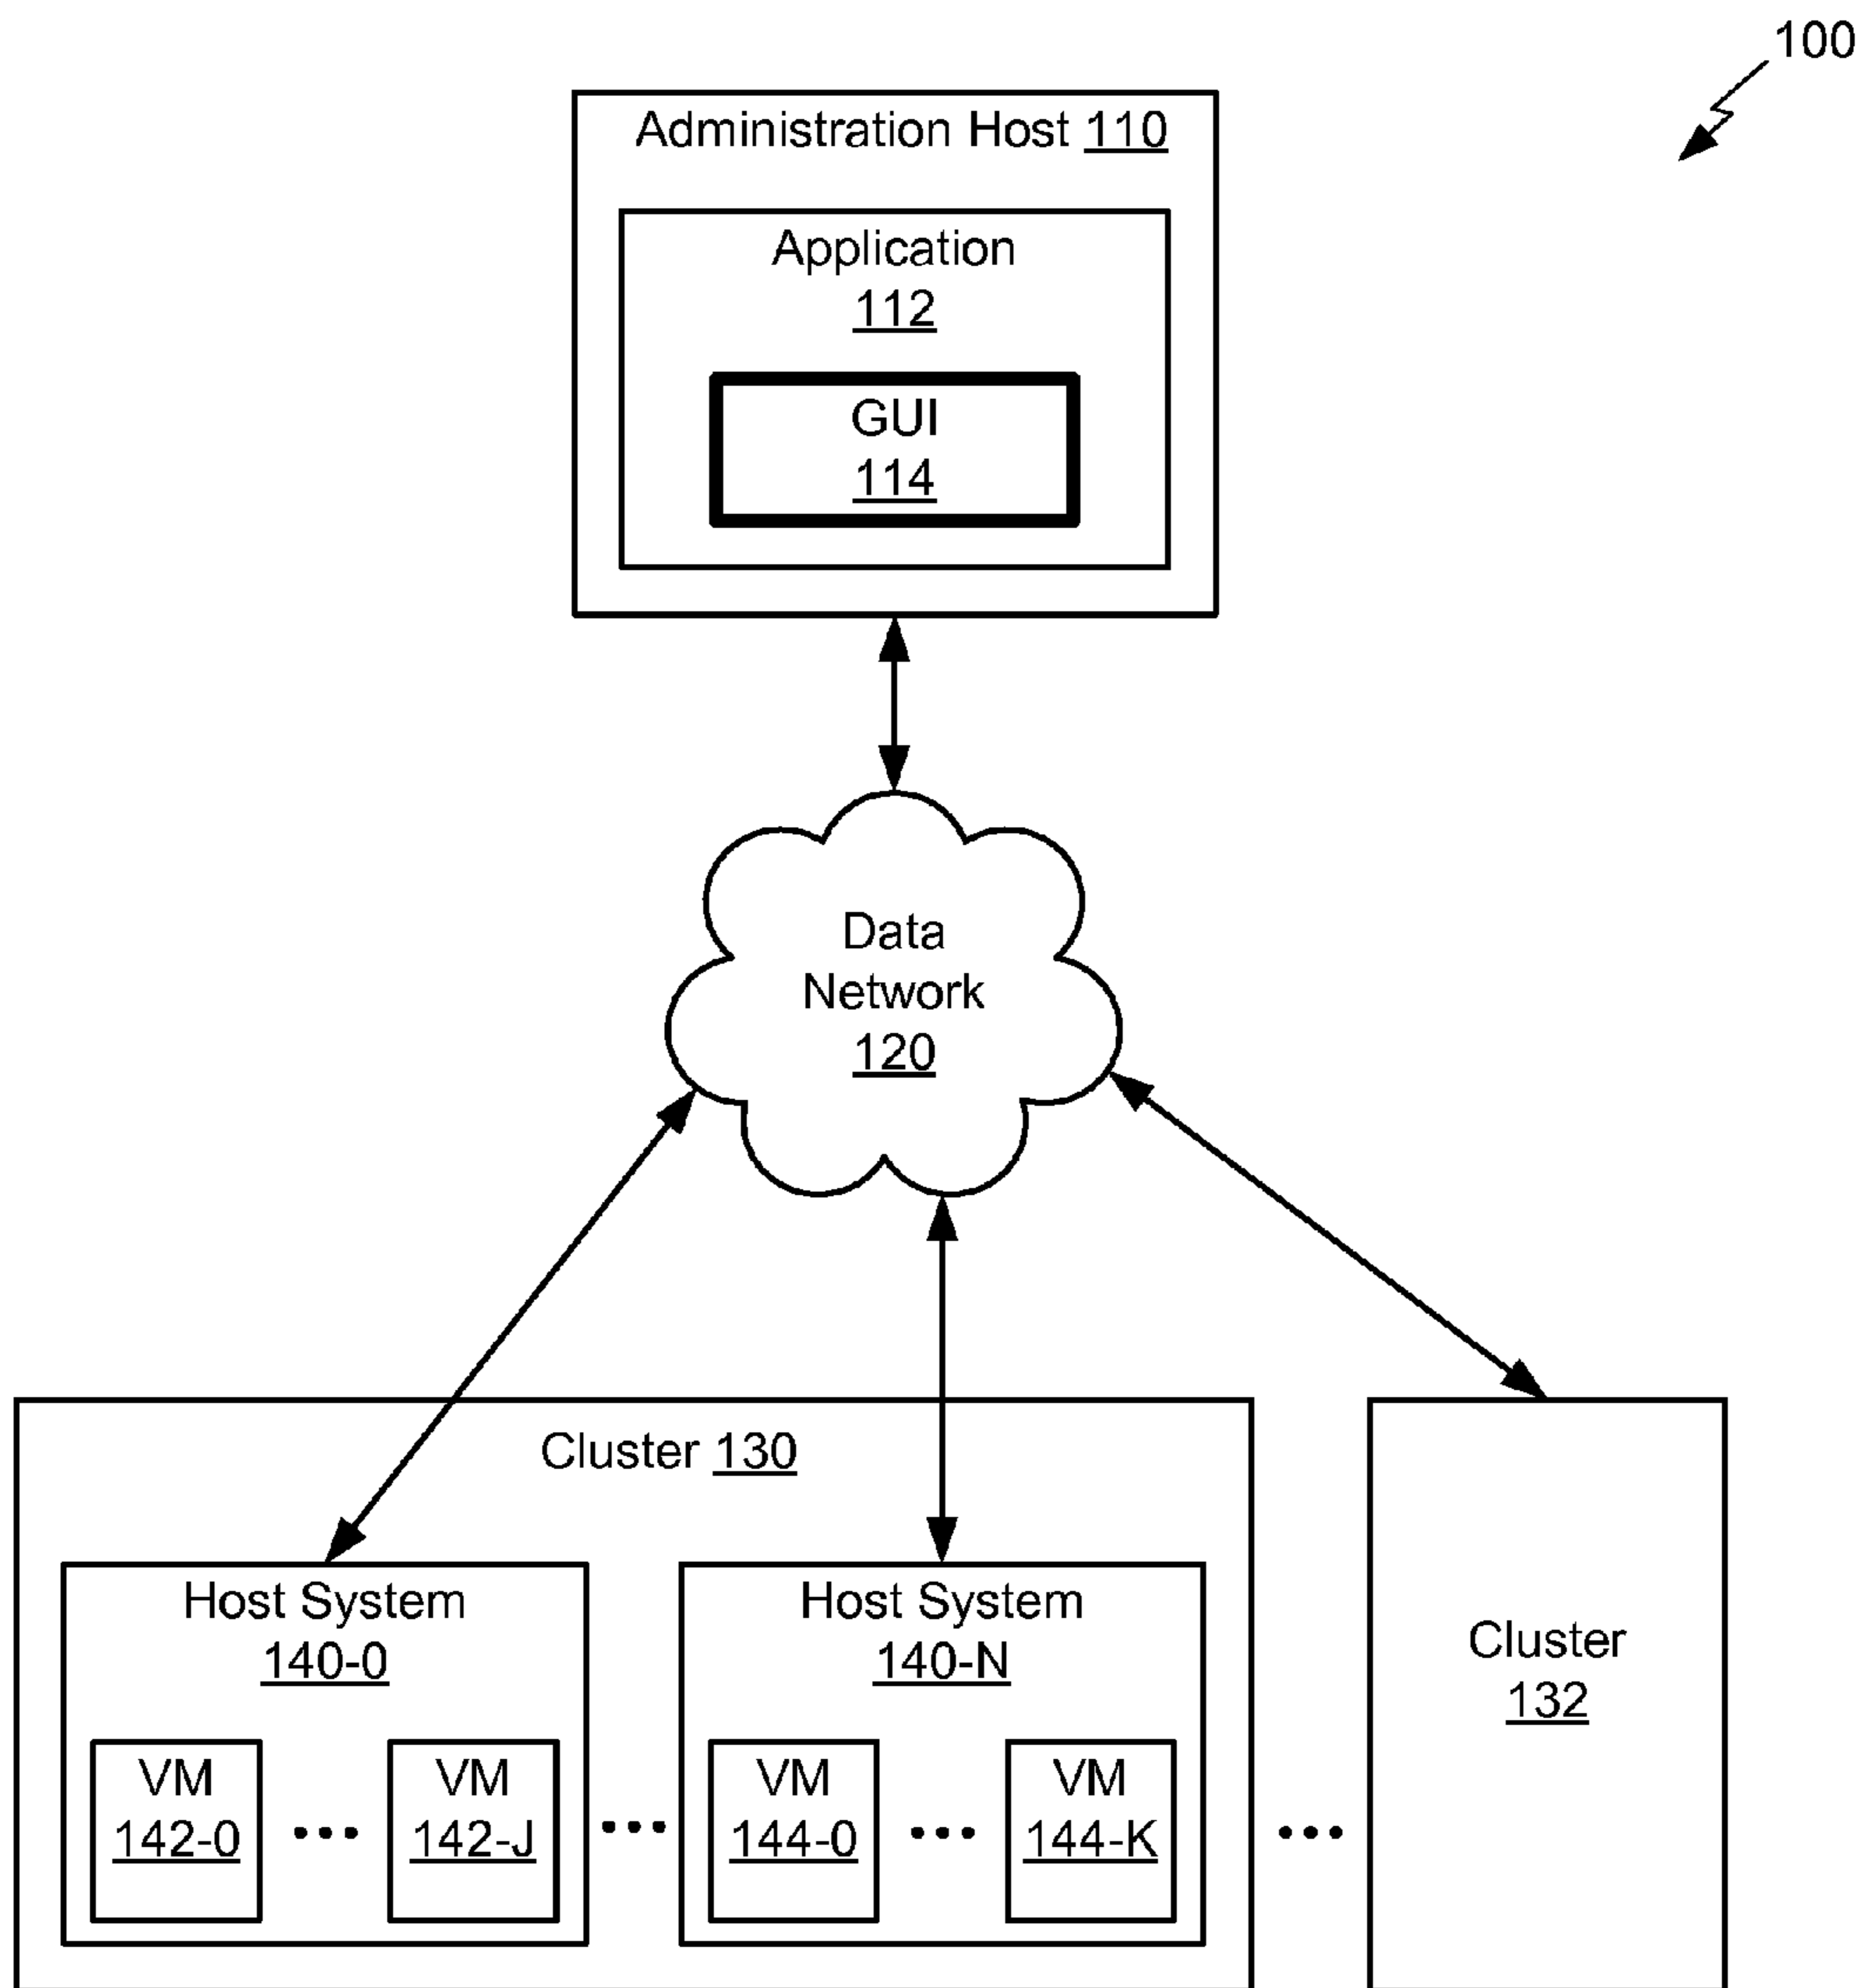 100
Administration Host 110
Application
112
GUI
114
Data
Network
120
Cluster 130
Host System
140-0
Host System
140-N
Cluster
132
VM
142-0
VM
142-J
VM
144-0
VM
144-K